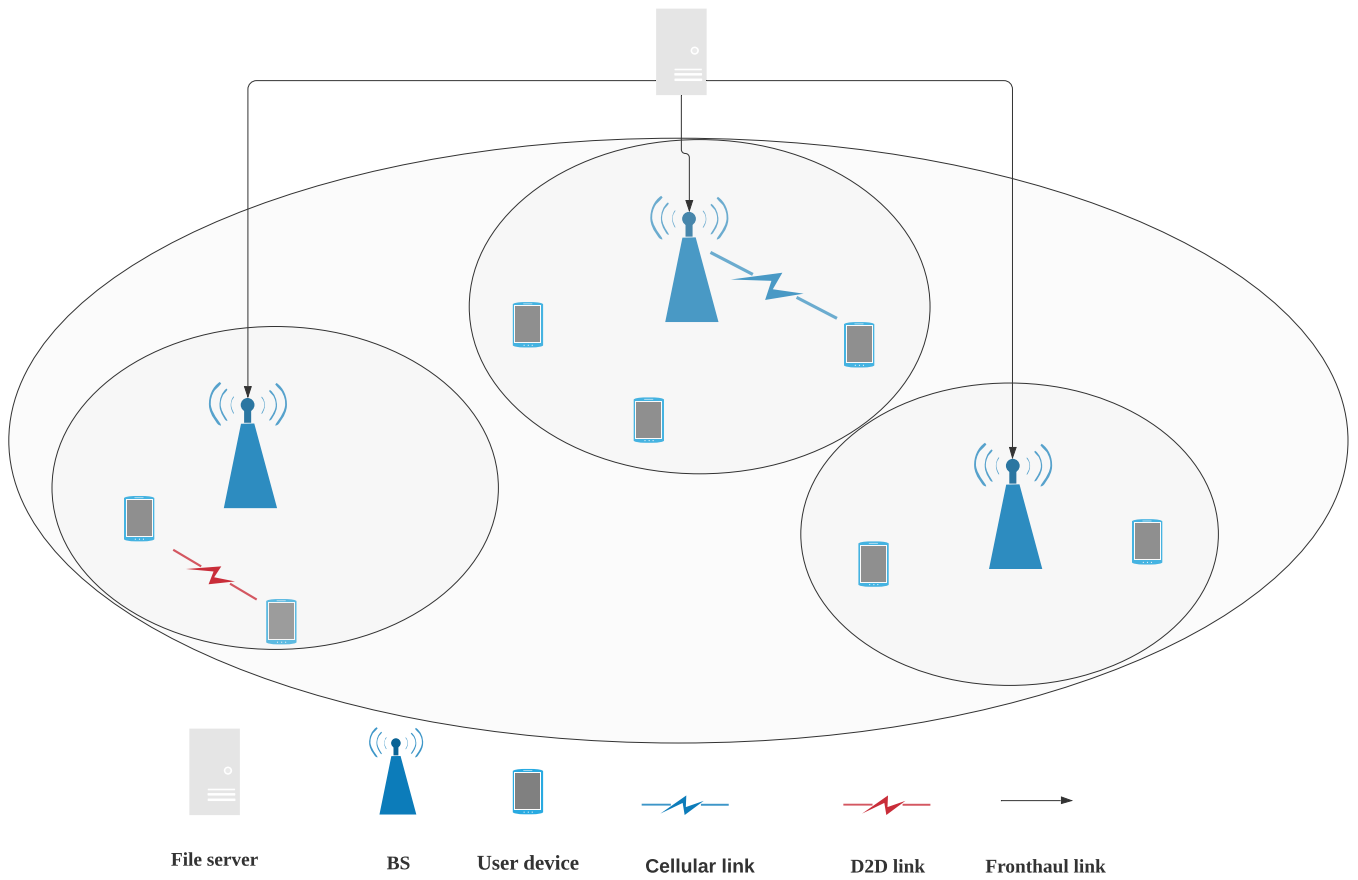 File server
BS
User device
Cellular link
D2D link
Fronthaul link